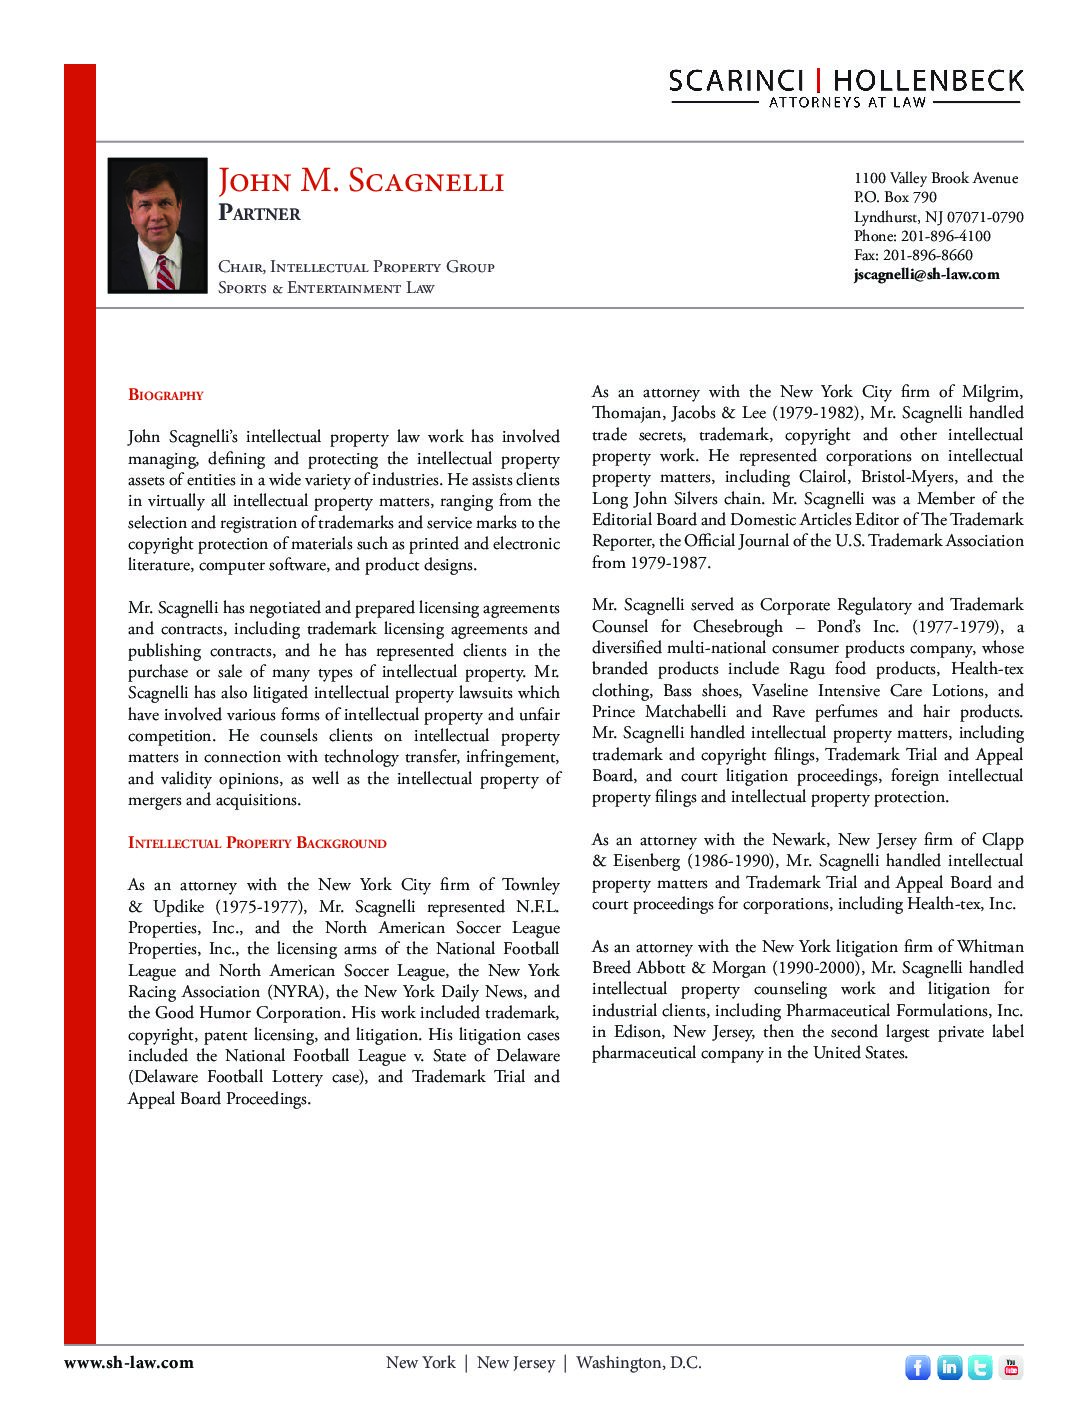 SCARINCI | HOLLENBECK
ATTORNEYS AT LAW
John M. Scagnelli
Partner
Chair, Intellectual Property Group
Sports & Entertainment Law
1100 Valley Brook Avenue
P.O. Box 790
Lyndhurst, NJ 07071-0790
Phone: 201-896-4100
Fax: 201-896-8660
jscagnelli@sh-law.com
Biography
John Scagnelli's intellectual property law work has involved
managing, defining and protecting the intellectual property
assets of entities in a wide variety of industries. He assists clients
in virtually all intellectual property matters, ranging from the
selection and registration of trademarks and service marks to the
copyright protection of materials such as printed and electronic
literature, computer software, and product designs.
Mr. Scagnelli has negotiated and prepared licensing agreements
and contracts, including trademark licensing agreements and
publishing contracts, and he has represented clients in the
purchase or sale of many types of intellectual property. Mr.
Scagnelli has also litigated intellectual property lawsuits which
have involved various forms of intellectual property and unfair
competition. He counsels clients on intellectual property
matters in connection with technology transfer, infringement,
and validity opinions, as well as the intellectual property of
mergers and acquisitions.
Intellectual Property Background
As an attorney with the New York City firm of Townley
& Updike (1975-1977), Mr. Scagnelli represented N.F.L.
Properties, Inc., and the North American Soccer League
Properties, Inc., the licensing arms of the National Football
League and North American Soccer League, the New York
Racing Association (NYRA), the New York Daily News, and
the Good Humor Corporation. His work included trademark,
copyright, patent licensing, and litigation. His litigation cases
included the National Football League v. State of Delaware
(Delaware Football Lottery case), and Trademark Trial and
Appeal Board Proceedings.
As an attorney with the New York City firm of Milgrim,
Thomajan, Jacobs & Lee (1979-1982), Mr. Scagnelli handled
trade secrets, trademark, copyright and other intellectual
property work. He represented corporations on intellectual
property matters, including Clairol, Bristol-Myers, and the
Long John Silvers chain. Mr. Scagnelli was a Member of the
Editorial Board and Domestic Articles Editor of The Trademark
Reporter, the Official Journal of the U.S. Trademark Association
from 1979-1987.
Mr. Scagnelli served as Corporate Regulatory and Trademark
Counsel for Chesebrough – Pond's Inc. (1977-1979), a
diversified multi-national consumer products company, whose
branded products include Ragu food products, Health-tex
clothing, Bass shoes, Vaseline Intensive Care Lotions, and
Prince Matchabelli and Rave perfumes and hair products.
Mr. Scagnelli handled intellectual property matters, including
trademark and copyright filings, Trademark Trial and Appeal
Board, and court litigation proceedings, foreign intellectual
property filings and intellectual property protection.
As an attorney with the Newark, New Jersey firm of Clapp
& Eisenberg (1986-1990), Mr. Scagnelli handled intellectual
property matters and Trademark Trial and Appeal Board and
court proceedings for corporations, including Health-tex, Inc.
As an attorney with the New York litigation firm of Whitman
Breed Abbott & Morgan (1990-2000), Mr. Scagnelli handled
intellectual property counseling work and litigation for
industrial clients, including Pharmaceutical Formulations, Inc.
in Edison, New Jersey, then the second largest private label
pharmaceutical company in the United States.
www.sh-law.com
New York | New Jersey | Washington, D.C.
f in t You Tube